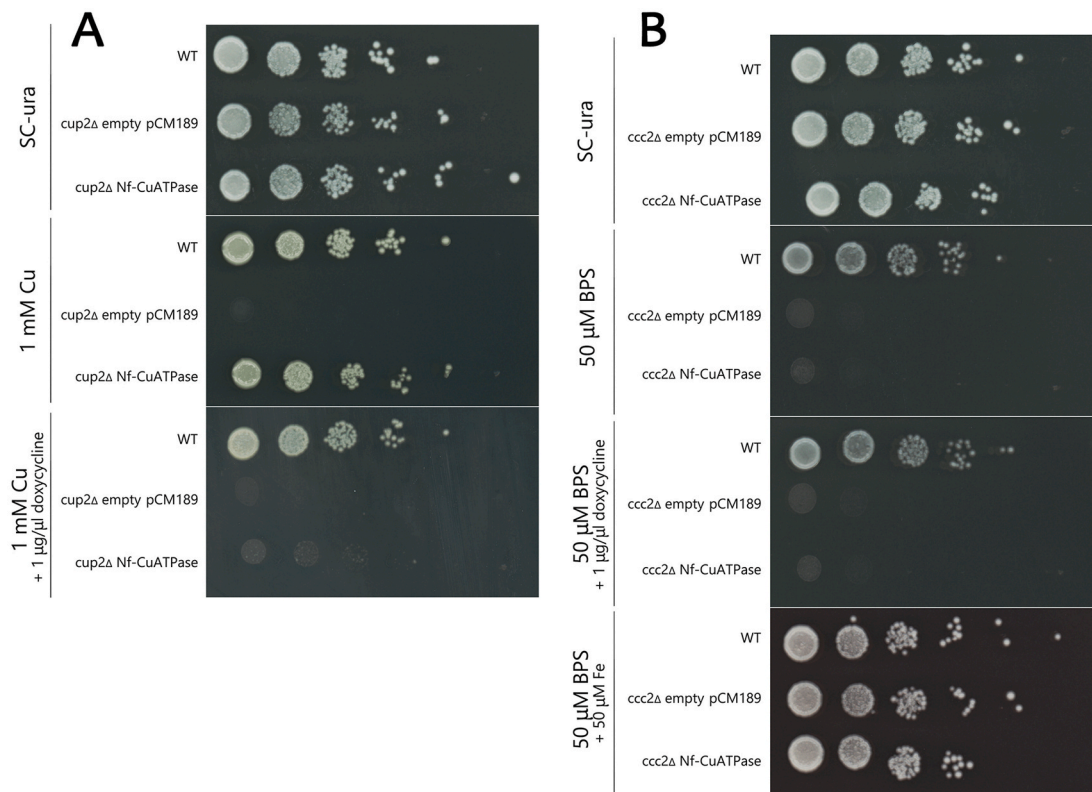 A
SC-ura
WT
cup2Δ empty pCM189
cup2Δ Nf-CuATPase
1 mM Cu
WT
cup2Δ empty pCM189
cup2Δ Nf-CuATPase
1 mM Cu
+ 1 µg/µl doxycycline
WT
cup2Δ empty pCM189
cup2Δ Nf-CuATPase
B
SC-ura
WT
ccc2Δ empty pCM189
ccc2Δ Nf-CuATPase
50 µM BPS
WT
ccc2Δ empty pCM189
ccc2Δ Nf-CuATPase
50 µM BPS
+ 1 µg/µl doxycycline
WT
ccc2Δ empty pCM189
ccc2Δ Nf-CuATPase
50 µM BPS
+ 50 µM Fe
WT
ccc2Δ empty pCM189
ccc2Δ Nf-CuATPase